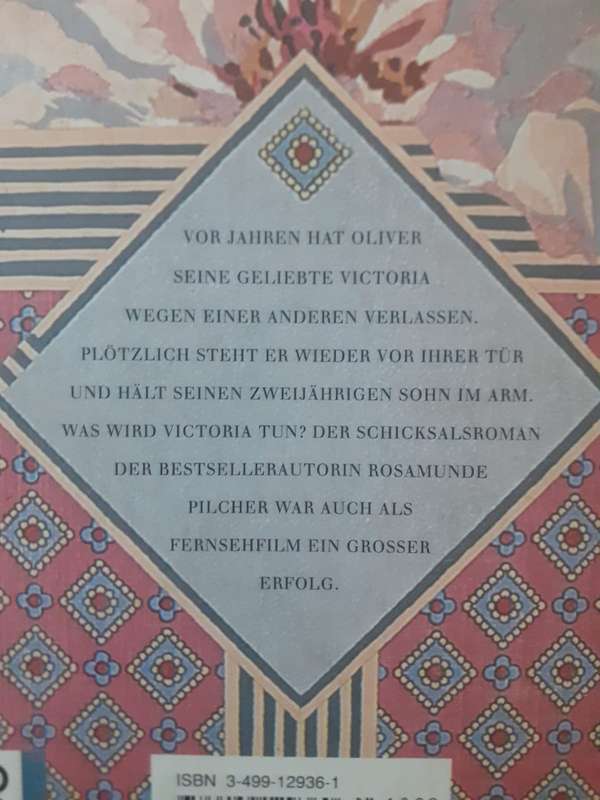 VOR JAHREN HAT OLIVER
SEINE GELIEBTE VICTORIA
WEGEN EINER ANDEREN VERLASSEN.
PLÖTZLICH STEHT ER WIEDER VOR IHRER TÜR
UND HÄLT SEINEN ZWEIJÄHRIGEN SOHN IM ARM.
WAS WIRD VICTORIA TUN? DER SCHICKSALSROMAN
DER BESTSELLERAUTORIN ROSAMUNDE
PILCHER WAR AUCH ALS
FERNSEHFILM EIN GROSSER
ERFOLG.
ISBN 3-499-12936-1